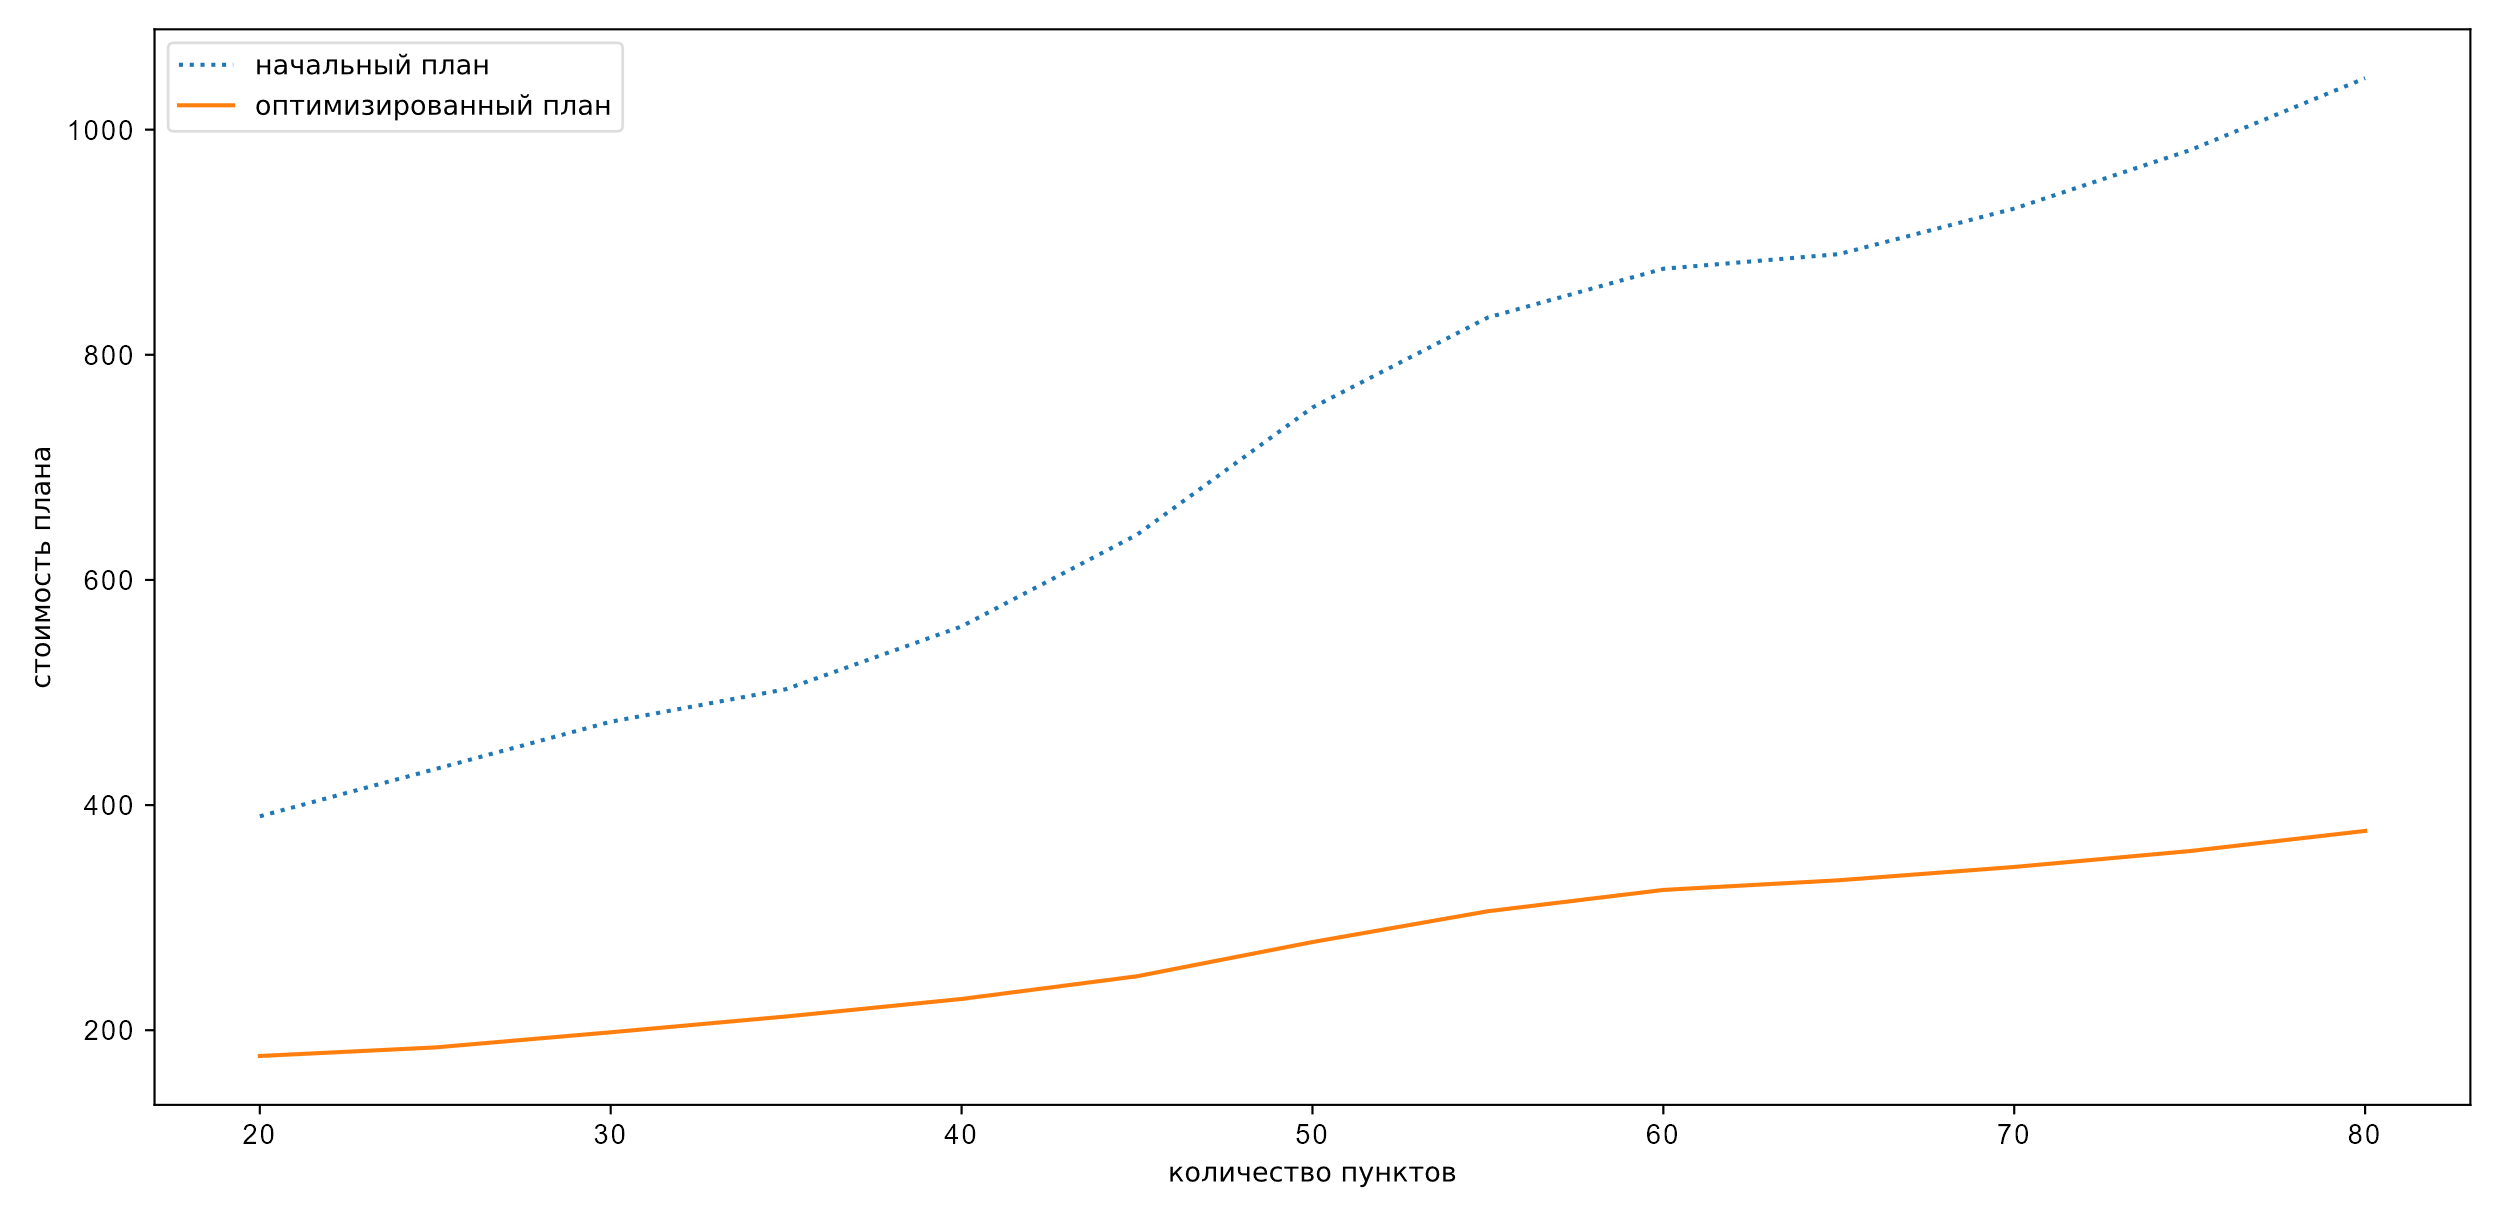 начальный план
оптимизированный план
1000
800
600
400
200
стоимость плана
20 30 40 50 60 70 80
количество пунктов